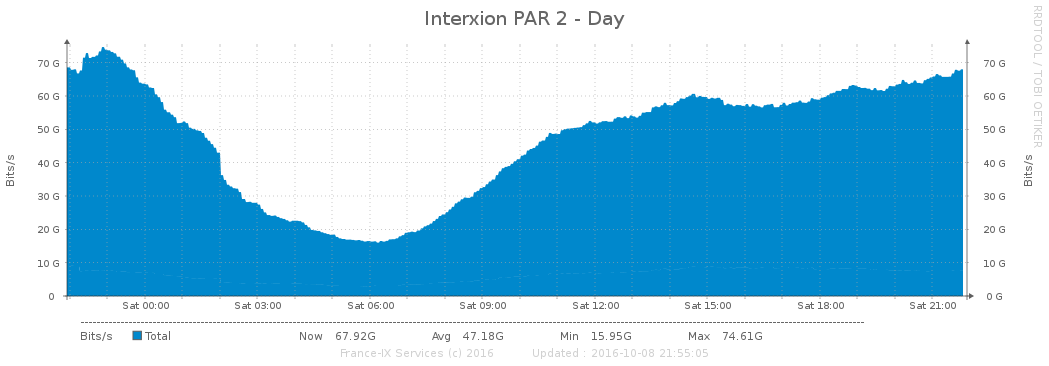 Interxion PAR 2 - Day
RRDTOOL / TOBI OETIKER
Bits/s
70 G 70 G
60 G 60 G
50 G 50 G
40 G 40 G
30 G 30 G
20 G 20 G
10 G 10 G
0 0 G
Bits/s
Sat 00:00 Sat 03:00 Sat 06:00 Sat 09:00 Sat 12:00 Sat 15:00 Sat 18:00 Sat 21:00
Bits/s Total Now 67.92G Avg 47.18G Min 15.95G Max 74.61G
France-IX Services (c) 2016 Updated : 2016-10-08 21:55:05